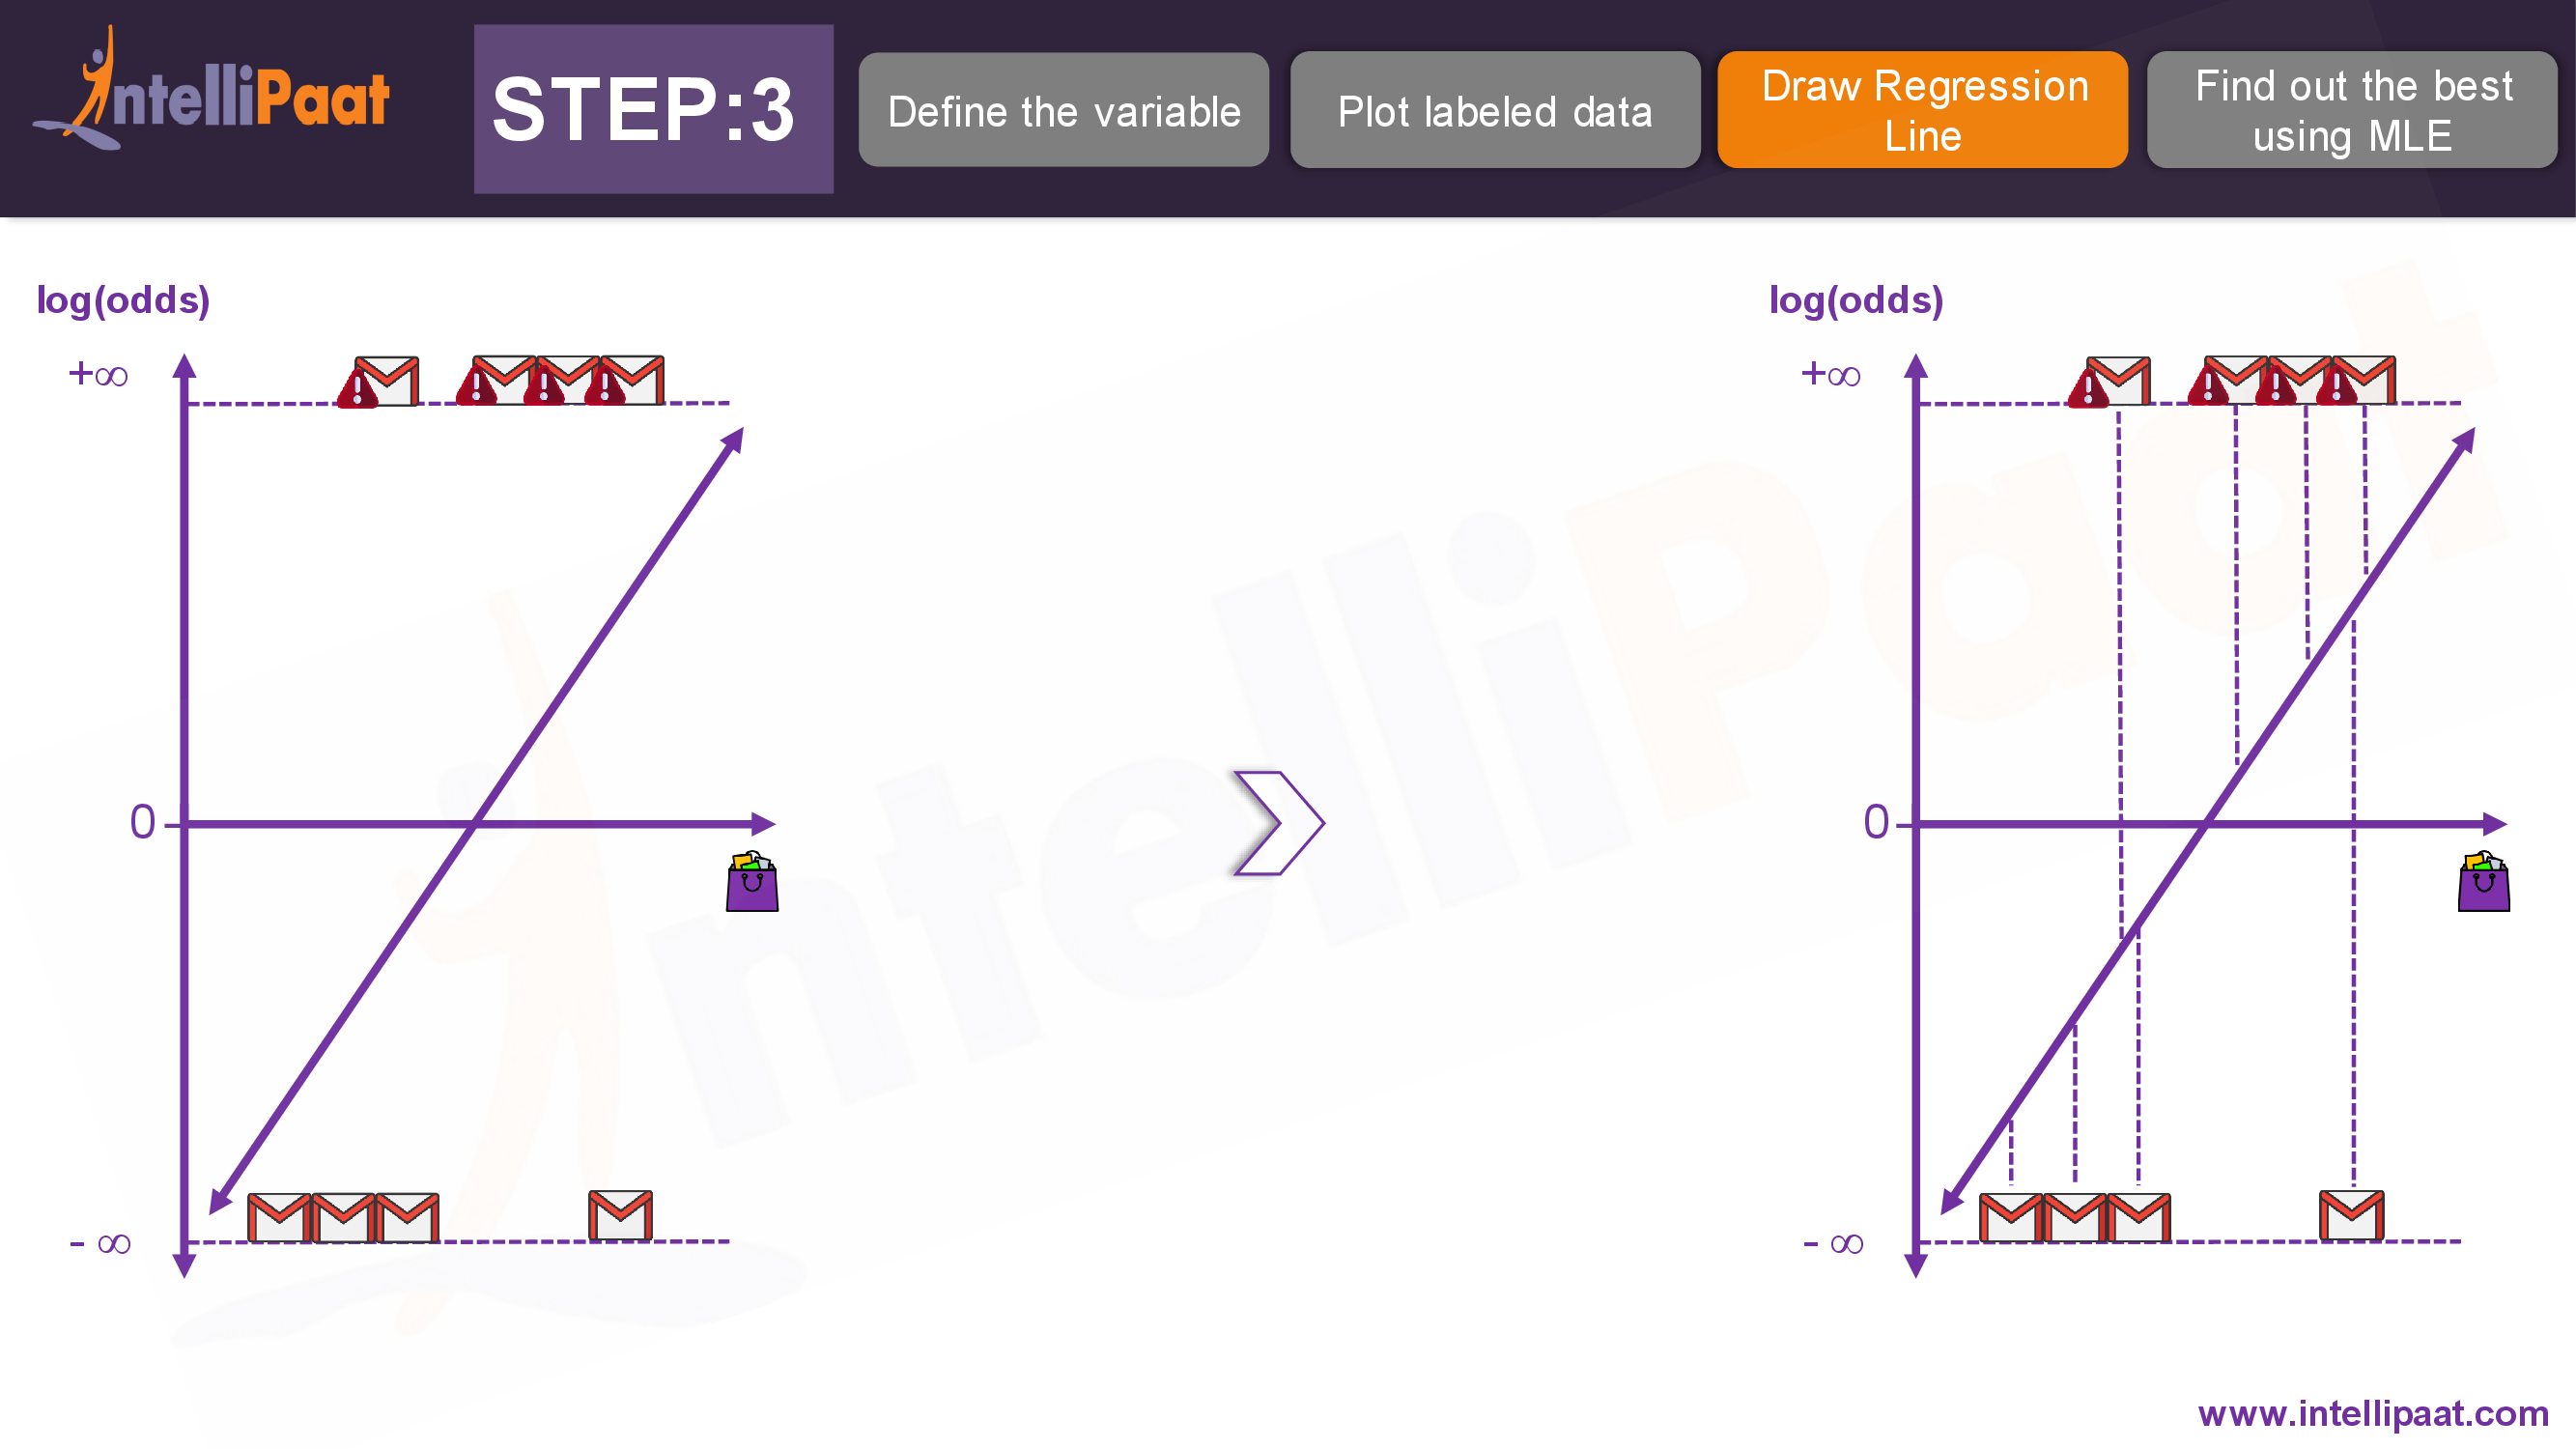 IntelliPaat
STEP:3
Define the variable
Plot labeled data
Draw Regression
Line
Find out the best
using MLE
log(odds)
+∞
0
- ∞
log(odds)
+∞
0
- ∞
www.intellipaat.com